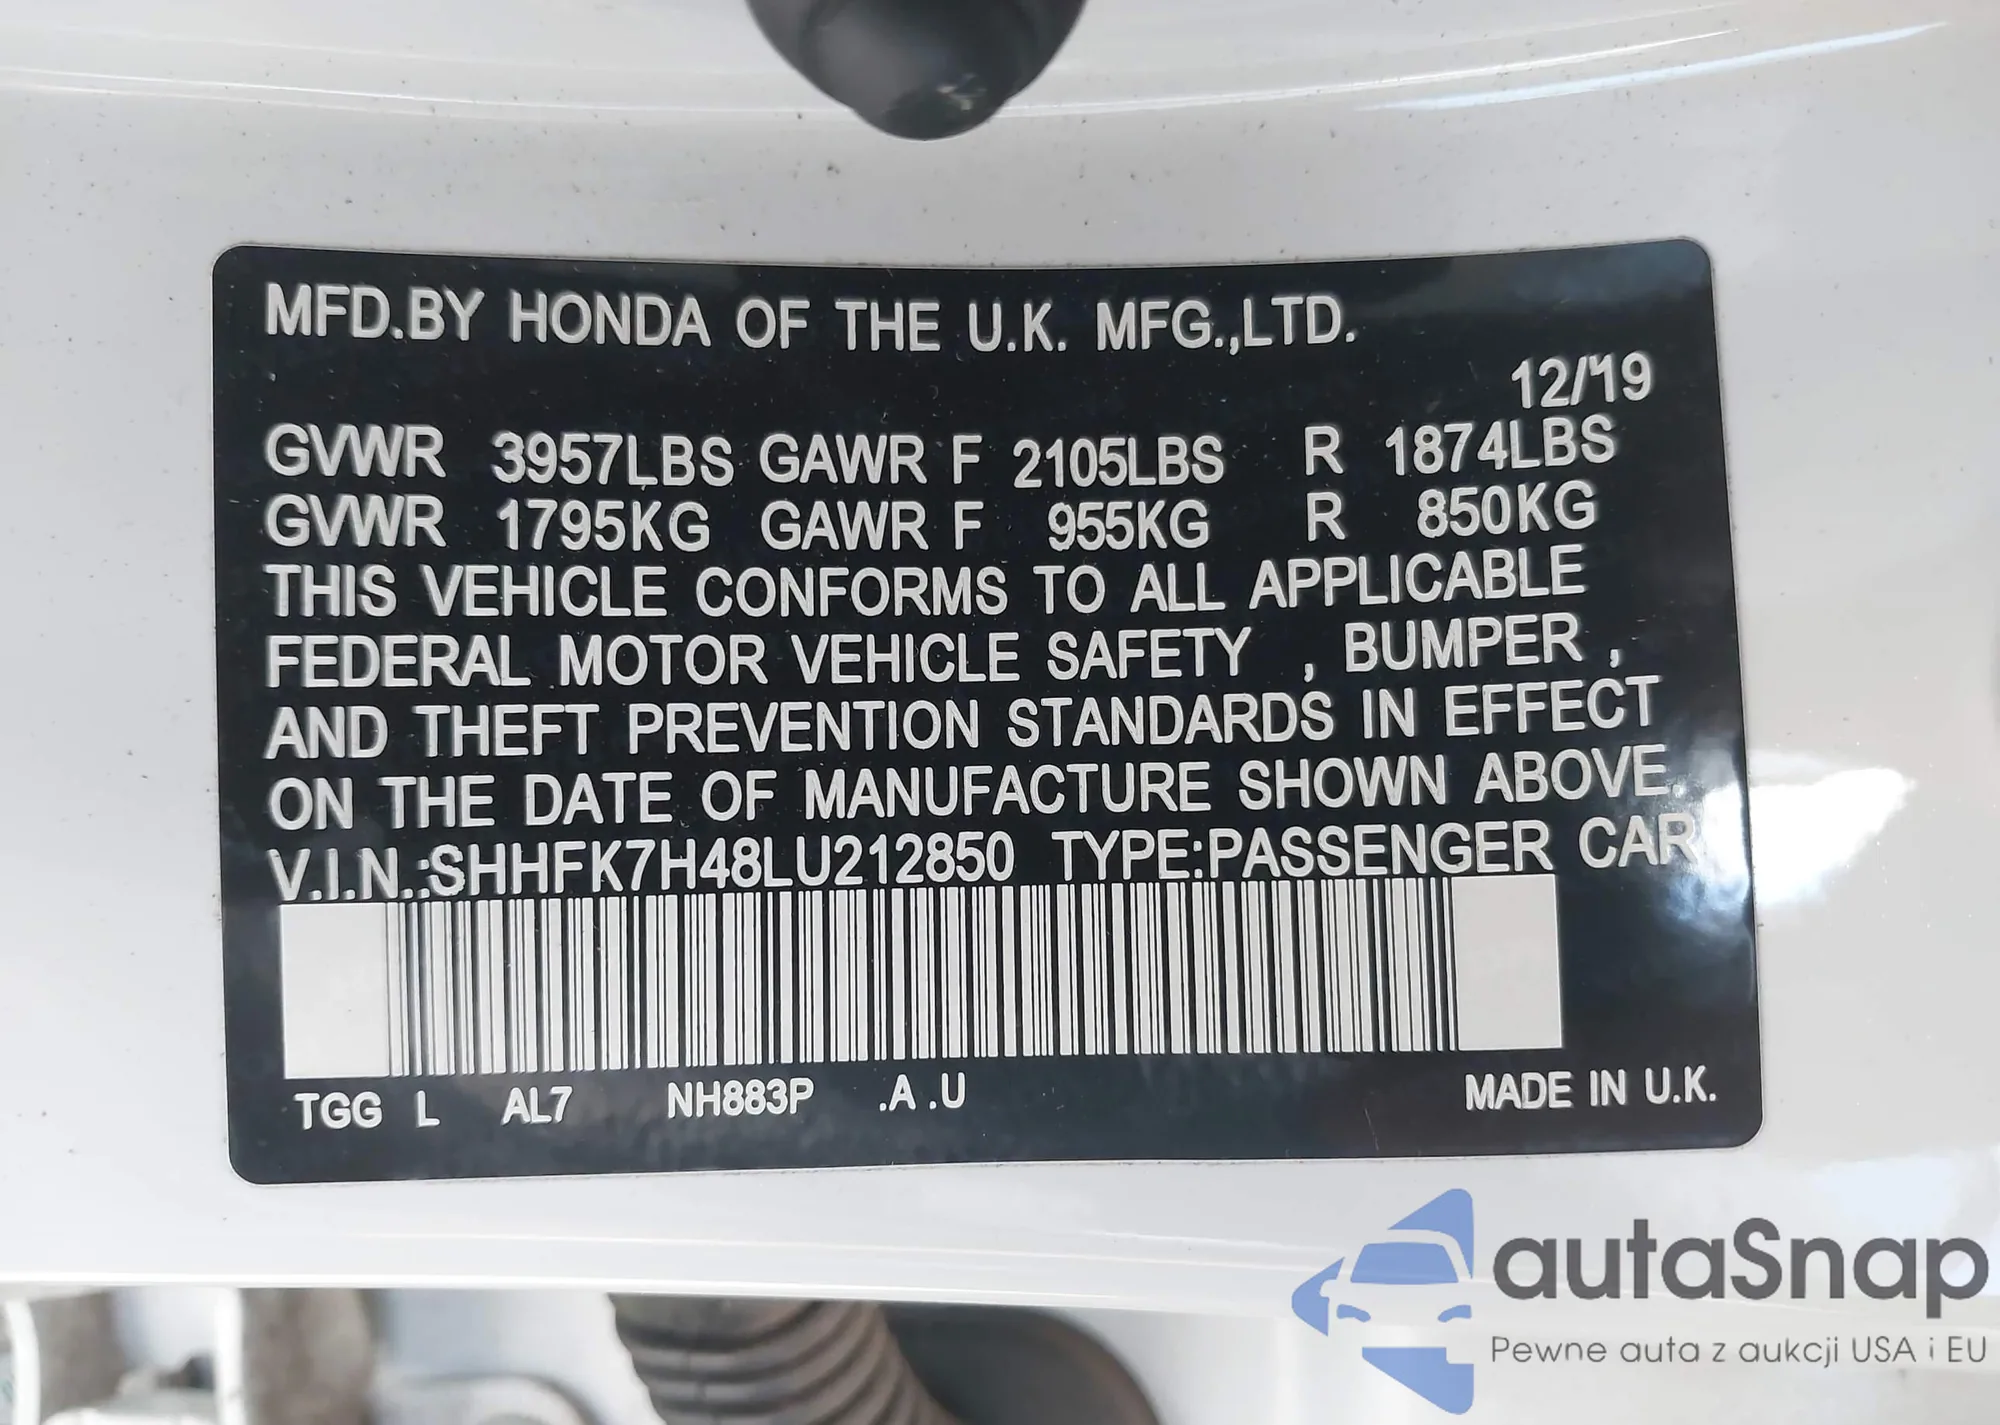 MFD.BY HONDA OF THE U.K. MFG.,LTD.
12/'19
GVWR 3957LBS GAWR F 2105LBS R 1874LBS
GVWR 1795KG GAWR F 955KG R 850KG
THIS VEHICLE CONFORMS TO ALL APPLICABLE
FEDERAL MOTOR VEHICLE SAFETY , BUMPER ,
AND THEFT PREVENTION STANDARDS IN EFFECT
ON THE DATE OF MANUFACTURE SHOWN ABOVE.
V.I.N.:SHHFK7H48LU212850 TYPE:PASSENGER CAR
TGG L AL7 NH883P .A .U MADE IN U.K.
autaSnap
Pewne auta z aukcji USA i EU